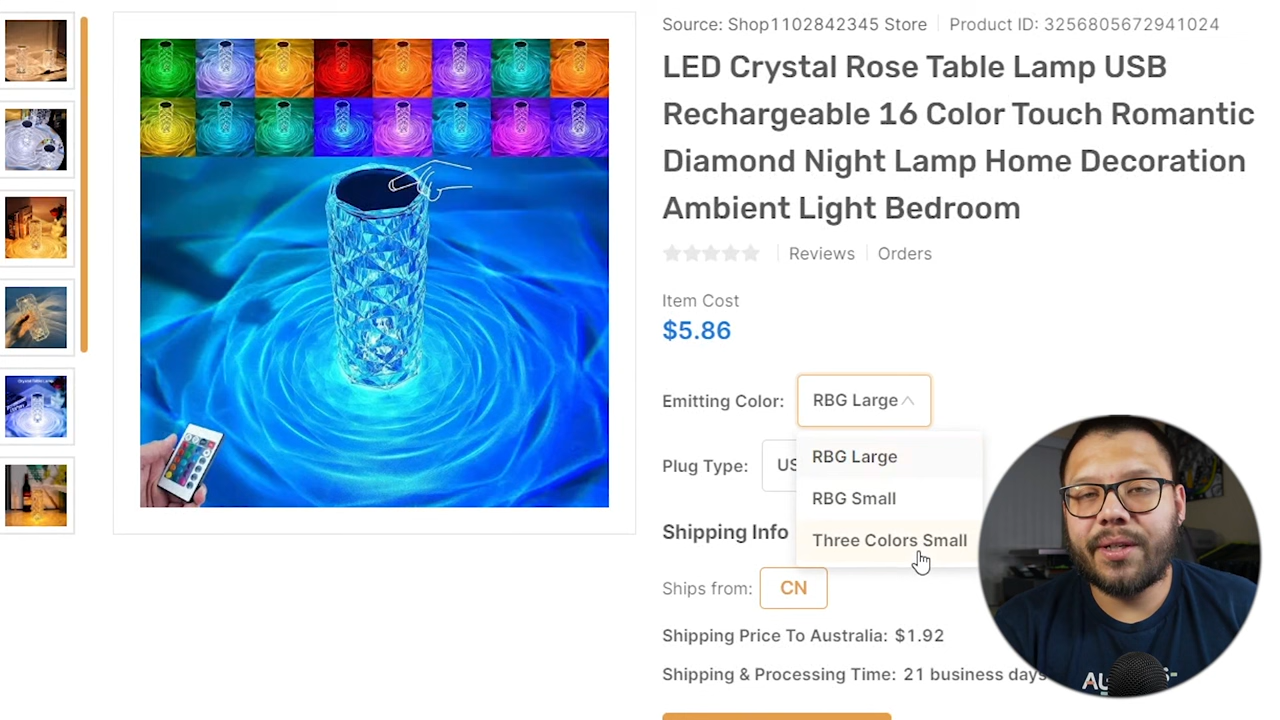 Source: Shop1102842345 Store
Product ID: 3256805672941024
LED Crystal Rose Table Lamp USB
Rechargeable 16 Color Touch Romantic
Diamond Night Lamp Home Decoration
Ambient Light Bedroom
Reviews
Orders
Item Cost
$5.86
Emitting Color:
RBG Large
RBG Large
RBG Small
Three Colors Small
Plug Type:
US
Shipping Info
Ships from:
CN
Shipping Price To Australia: $1.92
Shipping & Processing Time: 21 business days